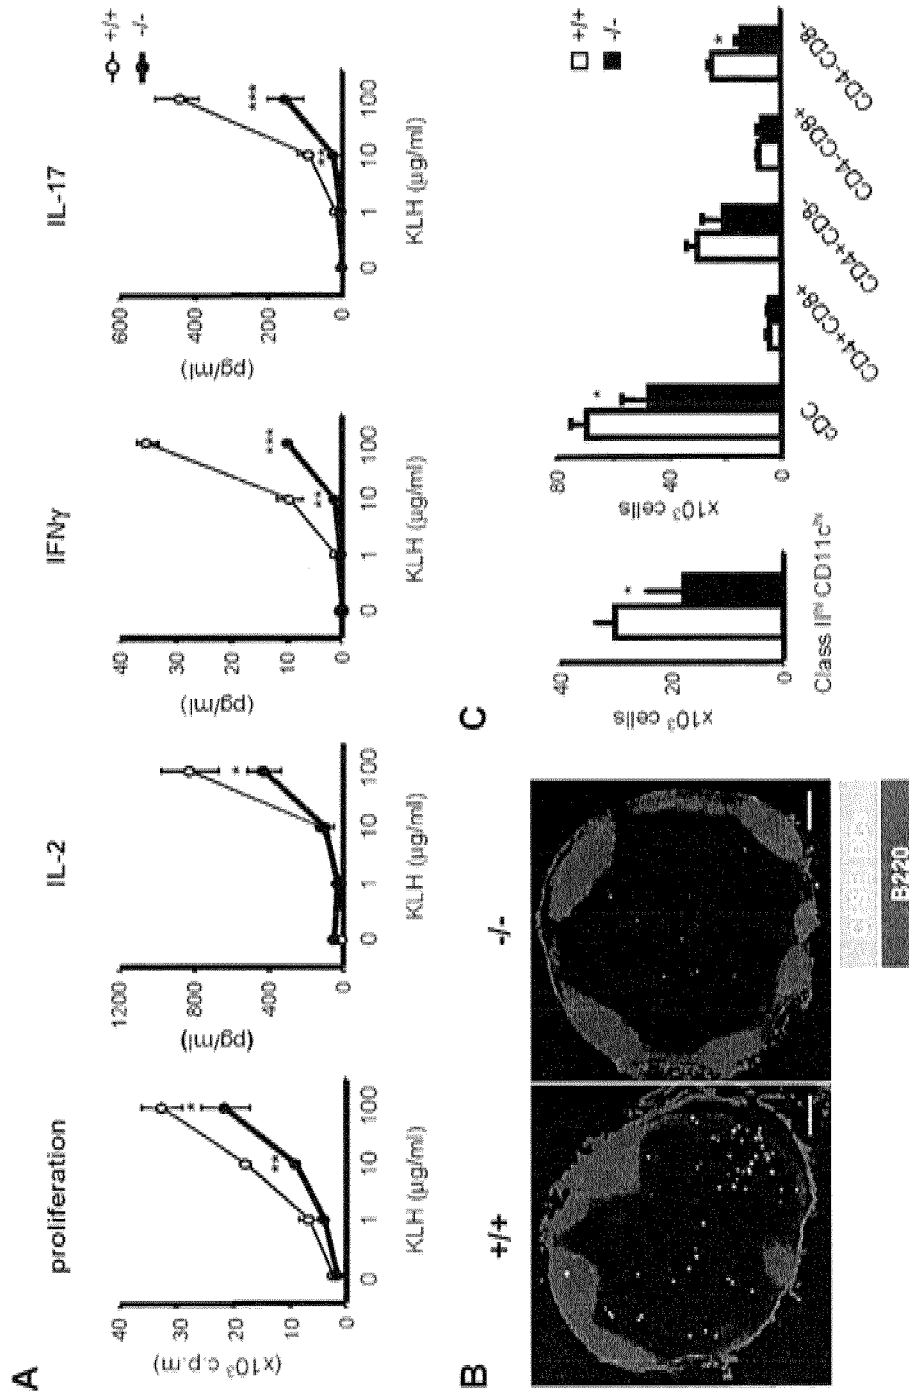 A
proliferation
IL-2
IFNγ
IL-17
+/+
-/-
(x10³ c.p.m)
40
30
20
10
0
0 1 10 100
KLH (µg/ml)
* **
(pg/ml)
1200
800
400
0
0 1 10 100
KLH (µg/ml)
*
(pg/ml)
40
30
20
10
0
0 1 10 100
KLH (µg/ml)
** ***
(pg/ml)
600
400
200
0
0 1 10 100
KLH (µg/ml)
** ***
B
+/+
-/-
B220
C
x10³ cells
40
20
0
*
Class IIʰⁱ CD11cʰⁱ
x10³ cells
80
40
0
* *
cDC
CD4+CD8+
CD4+CD8-
CD4-CD8+
CD4-CD8-
+/+
-/-